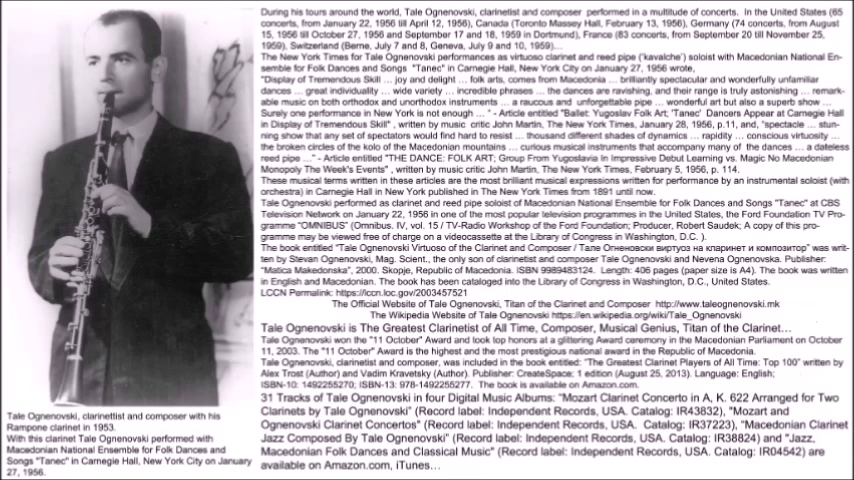 During his tours around the world, Tale Ognenovski, clarinetist and composer performed in a multitude of concerts. In the United States (65
concerts, from January 22, 1956 till April 12, 1956), Canada (Toronto Massey Hall, February 13, 1956), Germany (74 concerts, from August
15, 1956 till October 27, 1956 and September 17 and 18, 1959 in Dortmund), France (83 concerts, from September 20 till November 25,
1959), Switzerland (Berne, July 7 and 8, Geneva, July 9 and 10, 1959)…
The New York Times for Tale Ognenovski performances as virtuoso clarinet and reed pipe ('kavalche') soloist with Macedonian National En-
semble for Folk Dances and Songs "Tanec" in Carnegie Hall, New York City on January 27, 1956 wrote,
"Display of Tremendous Skill ... joy and delight ... folk arts, comes from Macedonia ... brilliantly spectacular and wonderfully unfamiliar
dances ... great individuality ... wide variety ... incredible phrases ... the dances are ravishing, and their range is truly astonishing ... remark-
able music on both orthodox and unorthodox instruments ... a raucous and unforgettable pipe ... wonderful art but also a superb show ...
Surely one performance in New York is not enough ... " - Article entitled "Ballet: Yugoslav Folk Art; 'Tanec' Dancers Appear at Carnegie Hall
in Display of Tremendous Skill" , written by music critic John Martin, The New York Times, January 28, 1956, p.11, and, "spectacle ... stun-
ning show that any set of spectators would find hard to resist ... thousand different shades of dynamics ... rapidity ... conscious virtuosity ...
the broken circles of the kolo of the Macedonian mountains ... curious musical instruments that accompany many of the dances ... a dateless
reed pipe ..." - Article entitled "THE DANCE: FOLK ART; Group From Yugoslavia In Impressive Debut Learning vs. Magic No Macedonian
Monopoly The Week's Events" , written by music critic John Martin, The New York Times, February 5, 1956, p. 114.
These musical terms written in these articles are the most brilliant musical expressions written for performance by an instrumental soloist (with
orchestra) in Carnegie Hall in New York published in The New York Times from 1891 until now.
Tale Ognenovski performed as clarinet and reed pipe soloist of Macedonian National Ensemble for Folk Dances and Songs "Tanec" at CBS
Television Network on January 22, 1956 in one of the most popular television programmes in the United States, the Ford Foundation TV Pro-
gramme "OMNIBUS" (Omnibus. IV, vol. 15 / TV-Radio Workshop of the Ford Foundation; Producer, Robert Saudek; A copy of this pro-
gramme may be viewed free of charge on a videocassette at the Library of Congress in Washington, D.C. ).
The book entitled "Tale Ognenovski Virtuoso of the Clarinet and Composer / Тале Огненовски виртуоз на кларинет и композитор" was writ-
ten by Stevan Ognenovski, Mag. Scient., the only son of clarinetist and composer Tale Ognenovski and Nevena Ognenovska. Publisher:
"Matica Makedonska", 2000. Skopje, Republic of Macedonia. ISBN 9989483124. Length: 406 pages (paper size is A4). The book was written
in English and Macedonian. The book has been cataloged into the Library of Congress in Washington, D.C., United States.
LCCN Permalink: https://lccn.loc.gov/2003457521
The Official Website of Tale Ognenovski, Titan of the Clarinet and Composer http://www.taleognenovski.mk
The Wikipedia Website of Tale Ognenovski https://en.wikipedia.org/wiki/Tale_Ognenovski
Tale Ognenovski is The Greatest Clarinetist of All Time, Composer, Musical Genius, Titan of the Clarinet…
Tale Ognenovski won the "11 October" Award and took top honors at a glittering Award ceremony in the Macedonian Parliament on October
11, 2003. The "11 October" Award is the highest and the most prestigious national award in the Republic of Macedonia.
Tale Ognenovski, clarinetist and composer, was included in the book entitled: "The Greatest Clarinet Players of All Time: Top 100" written by
Alex Trost (Author) and Vadim Kravetsky (Author). Publisher: CreateSpace: 1 edition (August 25, 2013). Language: English;
ISBN-10: 1492255270; ISBN-13: 978-1492255277. The book is available on Amazon.com.
31 Tracks of Tale Ognenovski in four Digital Music Albums: "Mozart Clarinet Concerto in A, K. 622 Arranged for Two
Clarinets by Tale Ognenovski" (Record label: Independent Records, USA. Catalog: IR43832), "Mozart and
Ognenovski Clarinet Concertos" (Record label: Independent Records, USA. Catalog: IR37223), "Macedonian Clarinet
Jazz Composed By Tale Ognenovski" (Record label: Independent Records, USA. Catalog: IR38824) and "Jazz,
Macedonian Folk Dances and Classical Music" (Record label: Independent Records, USA. Catalog: IR04542) are
available on Amazon.com, iTunes…
Tale Ognenovski, clarinettist and composer with his
Rampone clarinet in 1953.
With this clarinet Tale Ognenovski performed with
Macedonian National Ensemble for Folk Dances and
Songs "Tanec" in Carnegie Hall, New York City on January
27, 1956.